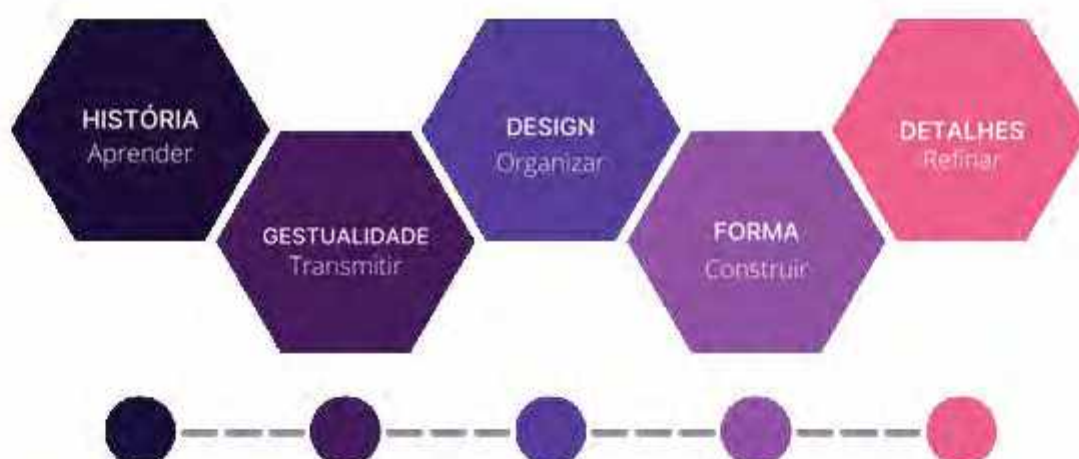 HISTÓRIA
Aprender
GESTUALIDADE
Transmitir
DESIGN
Organizar
FORMA
Construir
DETALHES
Refinar